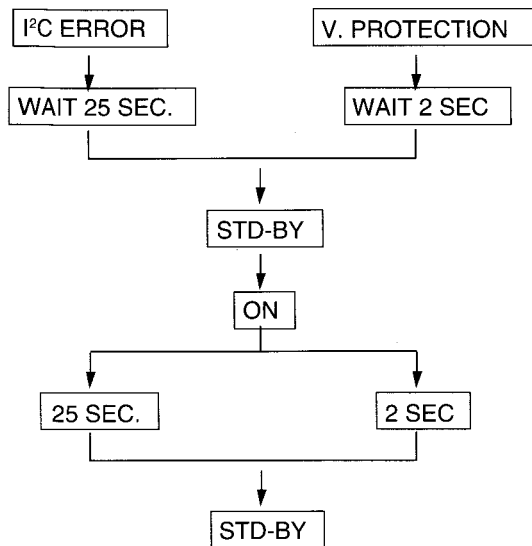 I²C ERROR
V. PROTECTION
WAIT 25 SEC.
WAIT 2 SEC
STD-BY
ON
25 SEC.
2 SEC
STD-BY